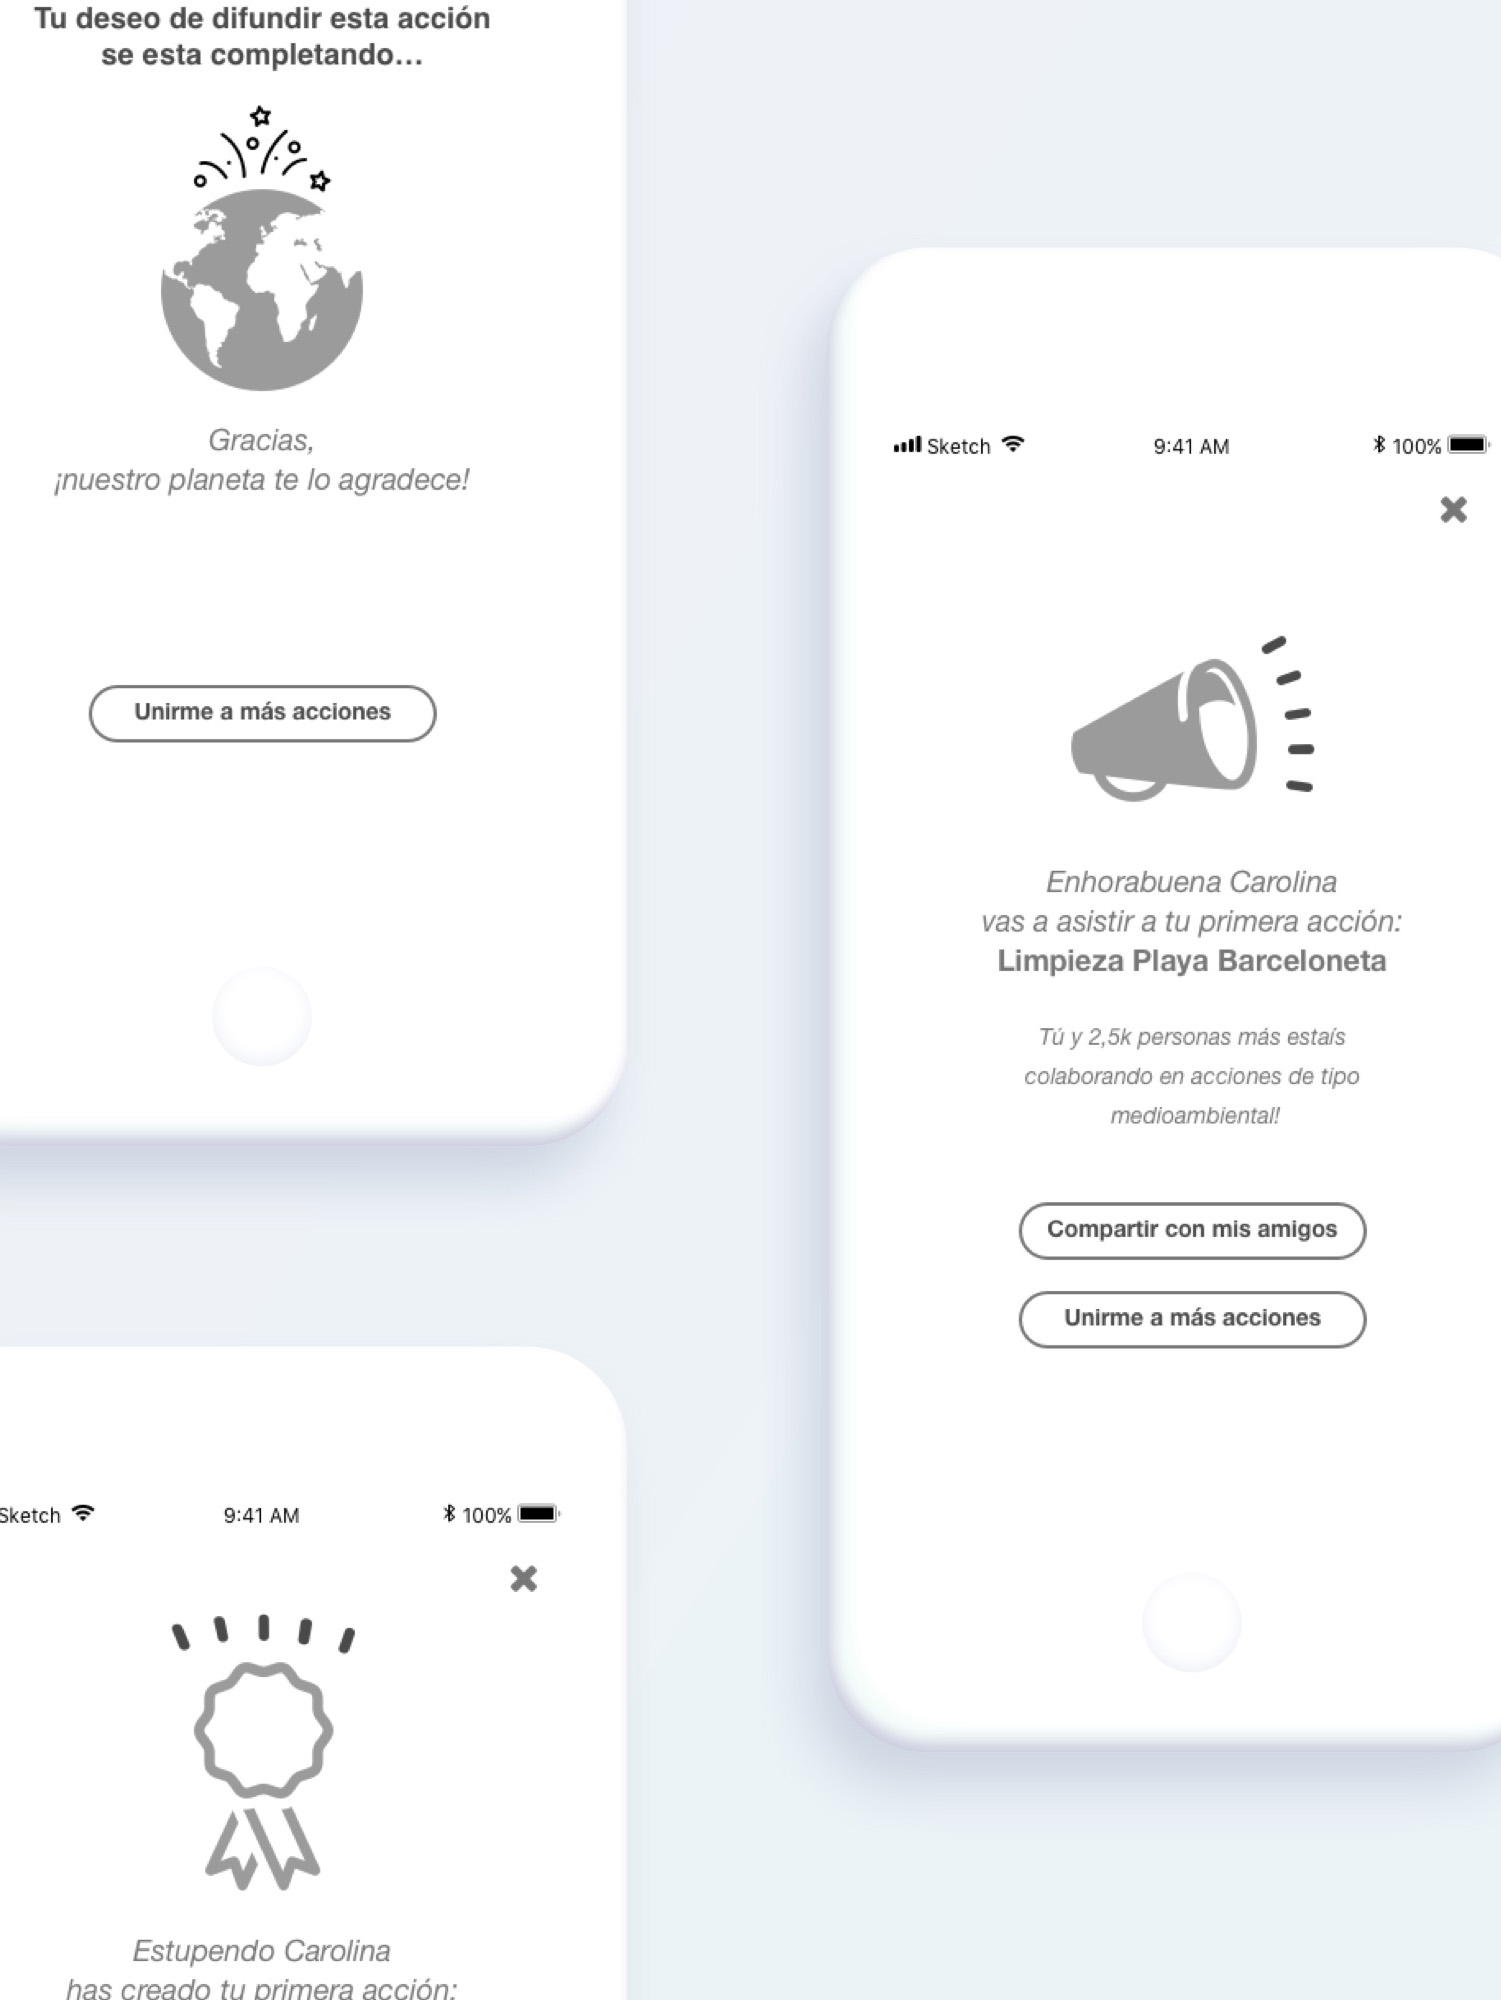 Tu deseo de difundir esta acción
se esta completando...
Gracias,
¡nuestro planeta te lo agradece!
Unirme a más acciones
Sketch 9:41 AM 100%
Enhorabuena Carolina
vas a asistir a tu primera acción:
Limpieza Playa Barceloneta
Tú y 2,5k personas más estaís
colaborando en acciones de tipo
medioambiental!
Compartir con mis amigos
Unirme a más acciones
Sketch 9:41 AM 100%
Estupendo Carolina
has creado tu primera acción: